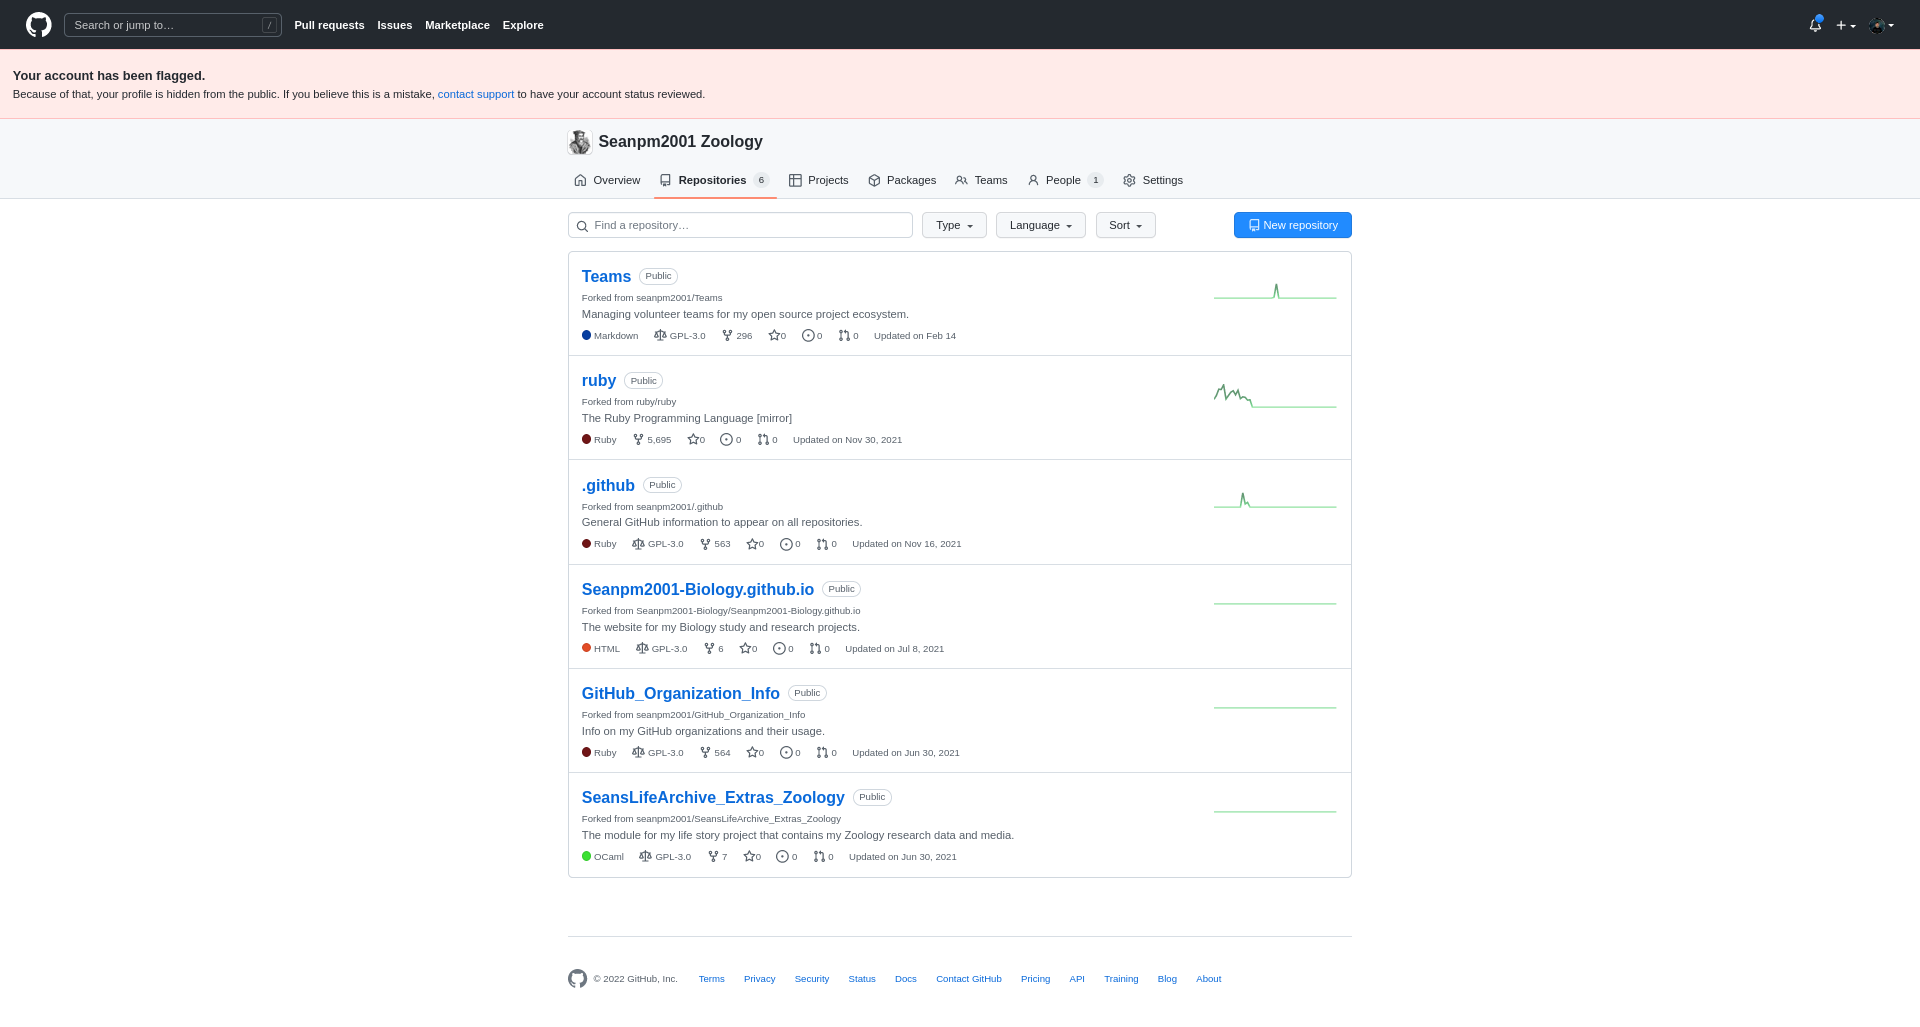 Search or jump to… /
Pull requests Issues Marketplace Explore
Your account has been flagged.
Because of that, your profile is hidden from the public. If you believe this is a mistake, contact support to have your account status reviewed.
Seanpm2001 Zoology
Overview Repositories 6 Projects Packages Teams People 1 Settings
Find a repository… Type Language Sort New repository
Teams Public
Forked from seanpm2001/Teams
Managing volunteer teams for my open source project ecosystem.
Markdown GPL-3.0 296 0 0 0 Updated on Feb 14
ruby Public
Forked from ruby/ruby
The Ruby Programming Language [mirror]
Ruby 5,695 0 0 0 Updated on Nov 30, 2021
.github Public
Forked from seanpm2001/.github
General GitHub information to appear on all repositories.
Ruby GPL-3.0 563 0 0 0 Updated on Nov 16, 2021
Seanpm2001-Biology.github.io Public
Forked from Seanpm2001-Biology/Seanpm2001-Biology.github.io
The website for my Biology study and research projects.
HTML GPL-3.0 6 0 0 0 Updated on Jul 8, 2021
GitHub_Organization_Info Public
Forked from seanpm2001/GitHub_Organization_Info
Info on my GitHub organizations and their usage.
Ruby GPL-3.0 564 0 0 0 Updated on Jun 30, 2021
SeansLifeArchive_Extras_Zoology Public
Forked from seanpm2001/SeansLifeArchive_Extras_Zoology
The module for my life story project that contains my Zoology research data and media.
OCaml GPL-3.0 7 0 0 0 Updated on Jun 30, 2021
© 2022 GitHub, Inc. Terms Privacy Security Status Docs Contact GitHub Pricing API Training Blog About